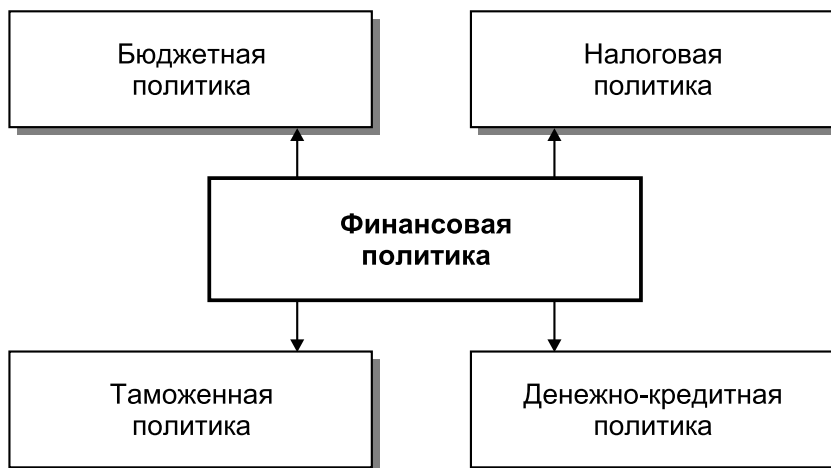 Бюджетная
политика
Налоговая
политика
Финансовая
политика
Таможенная
политика
Денежно-кредитная
политика